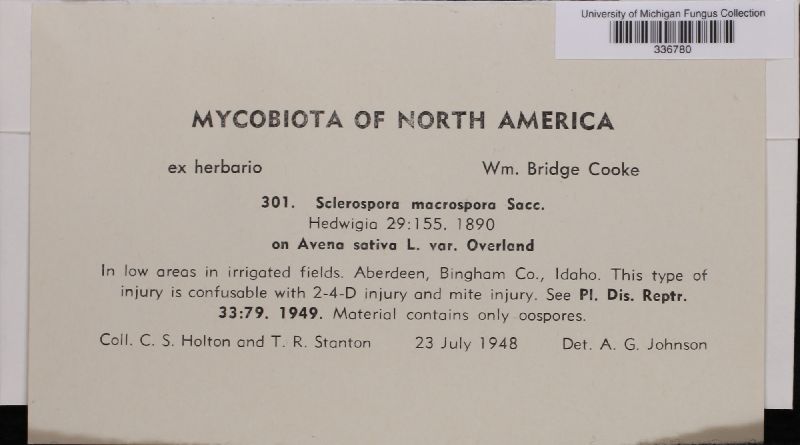 University of Michigan Fungus Collection
336780
MYCOBIOTA OF NORTH AMERICA
ex herbario Wm. Bridge Cooke
301. Sclerospora macrospora Sacc.
Hedwigia 29:155. 1890
on Avena sativa L. var. Overland
In low areas in irrigated fields. Aberdeen, Bingham Co., Idaho. This type of
injury is confusable with 2-4-D injury and mite injury. See Pl. Dis. Reptr.
33:79. 1949. Material contains only oospores.
Coll. C. S. Holton and T. R. Stanton 23 July 1948 Det. A. G. Johnson